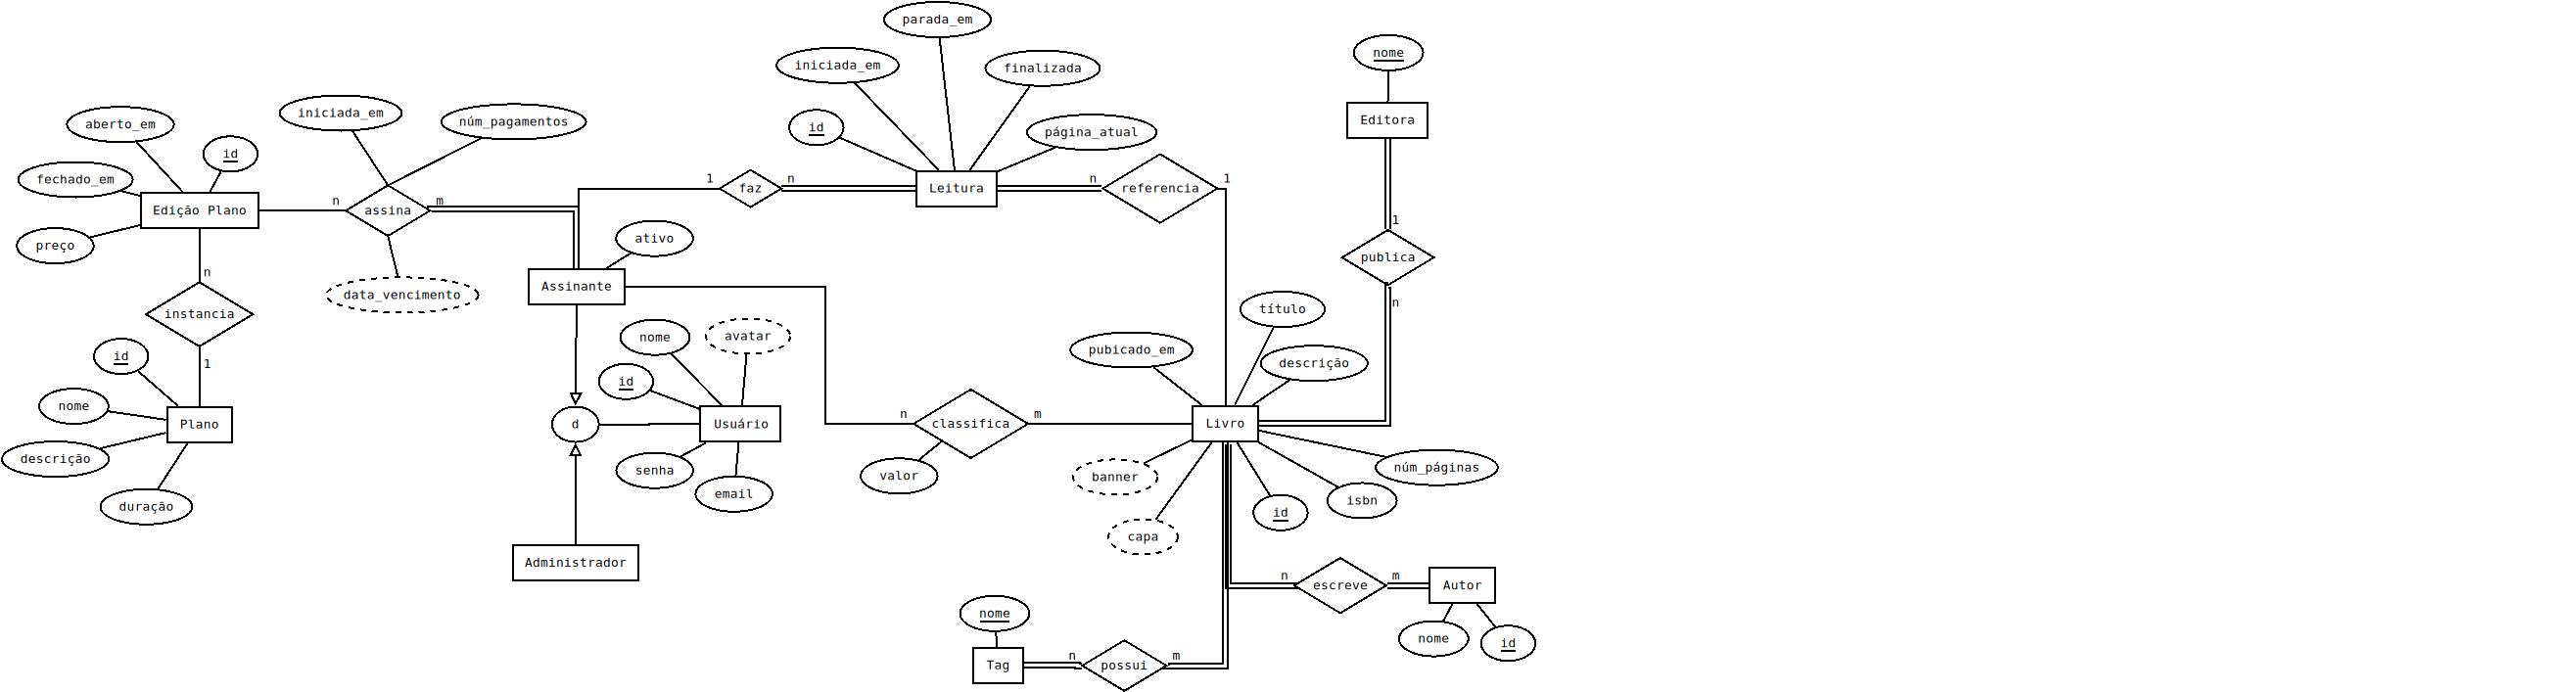 parada_em
iniciada_em
finalizada
nome
id
página_atual
Editora
aberto_em
iniciada_em
núm_pagamentos
id
fechado_em
Edição Plano
n
assina
m
1
faz
n
Leitura
n
referencia
1
preço
ativo
1
publica
n
n
instancia
1
data_vencimento
Assinante
título
nome
avatar
pubicado_em
descrição
id
id
nome
Plano
d
Usuário
n
classifica
m
Livro
descrição
senha
valor
banner
núm_páginas
duração
email
id
isbn
capa
Administrador
n
escreve
m
Autor
nome
nome
id
Tag
n
possui
m